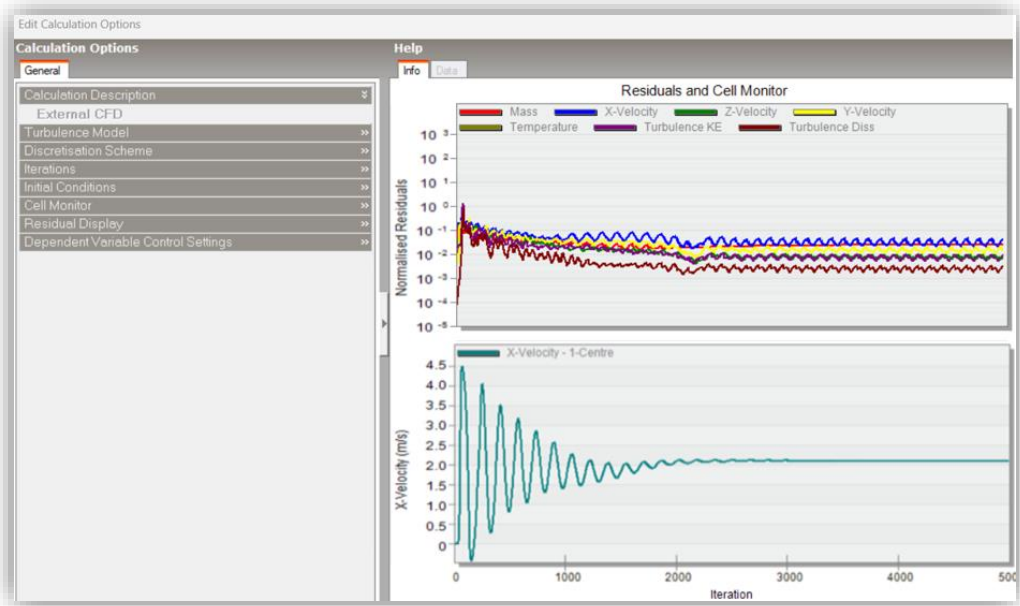 Edit Calculation Options
Calculation Options
General
Calculation Description
External CFD
Turbulence Model
Discretisation Scheme
Iterations
Initial Conditions
Cell Monitor
Residual Display
Dependent Variable Control Settings
Help
Info Data
Residuals and Cell Monitor
Mass X-Velocity Z-Velocity Y-Velocity
Temperature Turbulence KE Turbulence Diss
Normalised Residuals
10 3
10 2
10 1
10 0
10 -1
10 -2
10 -3
10 -4
10 -5
X-Velocity - 1-Centre
X-Velocity (m/s)
4.5
4.0
3.5
3.0
2.5
2.0
1.5
1.0
0.5
0
0 1000 2000 3000 4000 500
Iteration